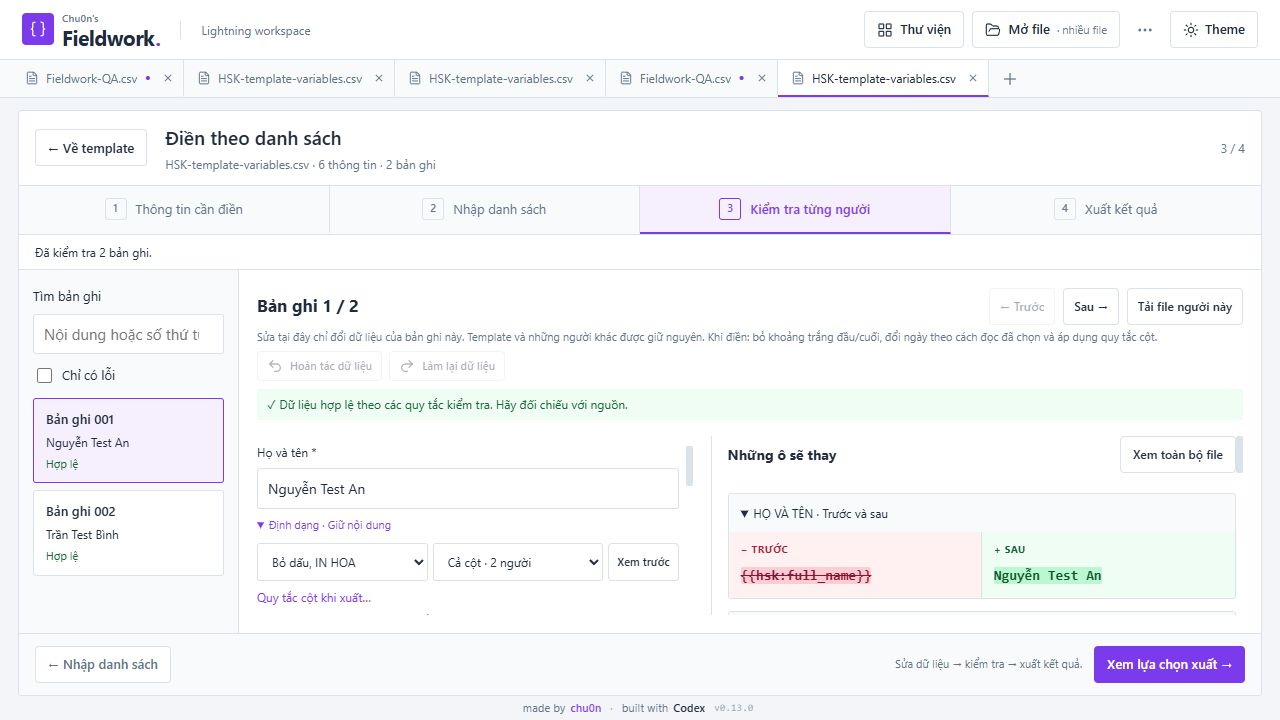 { } Chu0n's
Fieldwork.
Lightning workspace
Thư viện
Mở file · nhiều file
···
Theme
Fieldwork-QA.csv • ×
HSK-template-variables.csv ×
HSK-template-variables.csv ×
Fieldwork-QA.csv • ×
HSK-template-variables.csv ×
+
← Về template
Điền theo danh sách
HSK-template-variables.csv · 6 thông tin · 2 bản ghi
3 / 4
1 Thông tin cần điền
2 Nhập danh sách
3 Kiểm tra từng người
4 Xuất kết quả
Đã kiểm tra 2 bản ghi.
Tìm bản ghi
Nội dung hoặc số thứ tự
Chỉ có lỗi
Bản ghi 001
Nguyễn Test An
Hợp lệ
Bản ghi 002
Trần Test Bình
Hợp lệ
Bản ghi 1 / 2
← Trước
Sau →
Tải file người này
Sửa tại đây chỉ đổi dữ liệu của bản ghi này. Template và những người khác được giữ nguyên. Khi điền: bỏ khoảng trắng đầu/cuối, đổi ngày theo cách đọc đã chọn và áp dụng quy tắc cột.
Hoàn tác dữ liệu
Làm lại dữ liệu
✓ Dữ liệu hợp lệ theo các quy tắc kiểm tra. Hãy đối chiếu với nguồn.
Họ và tên *
Nguyễn Test An
▼ Định dạng · Giữ nội dung
Bỏ dấu, IN HOA
Cả cột · 2 người
Xem trước
Quy tắc cột khi xuất...
Những ô sẽ thay
Xem toàn bộ file
▼ HỌ VÀ TÊN · Trước và sau
− TRƯỚC
{{hsk:full_name}}
+ SAU
Nguyễn Test An
← Nhập danh sách
Sửa dữ liệu → kiểm tra → xuất kết quả.
Xem lựa chọn xuất →
made by chu0n · built with Codex v0.13.0